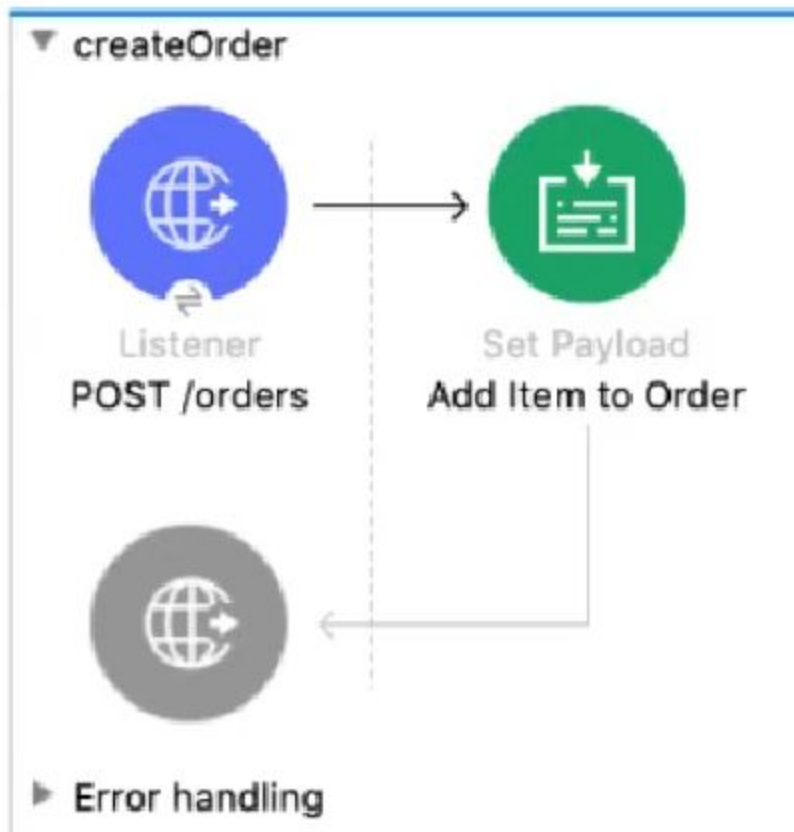 createOrder
Listener
POST /orders
Set Payload
Add Item to Order
Error handling